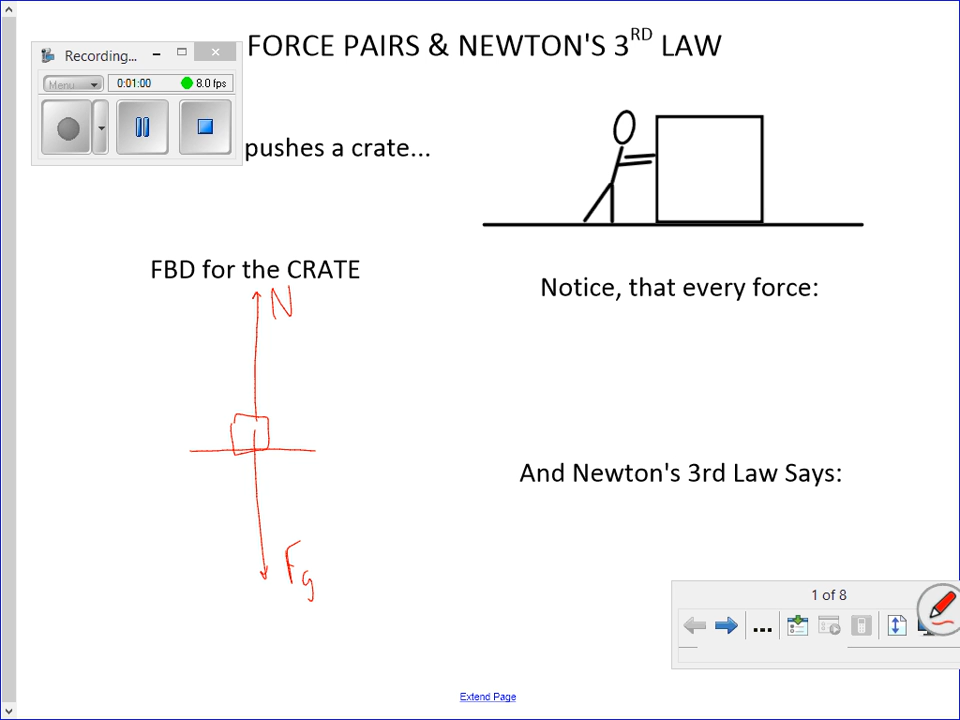 FORCE PAIRS & NEWTON'S 3RD LAW
Recording...
Menu
0:01:00
8.0 fps
pushes a crate...
FBD for the CRATE
N
Notice, that every force:
And Newton's 3rd Law Says:
Fg
1 of 8
...
Extend Page